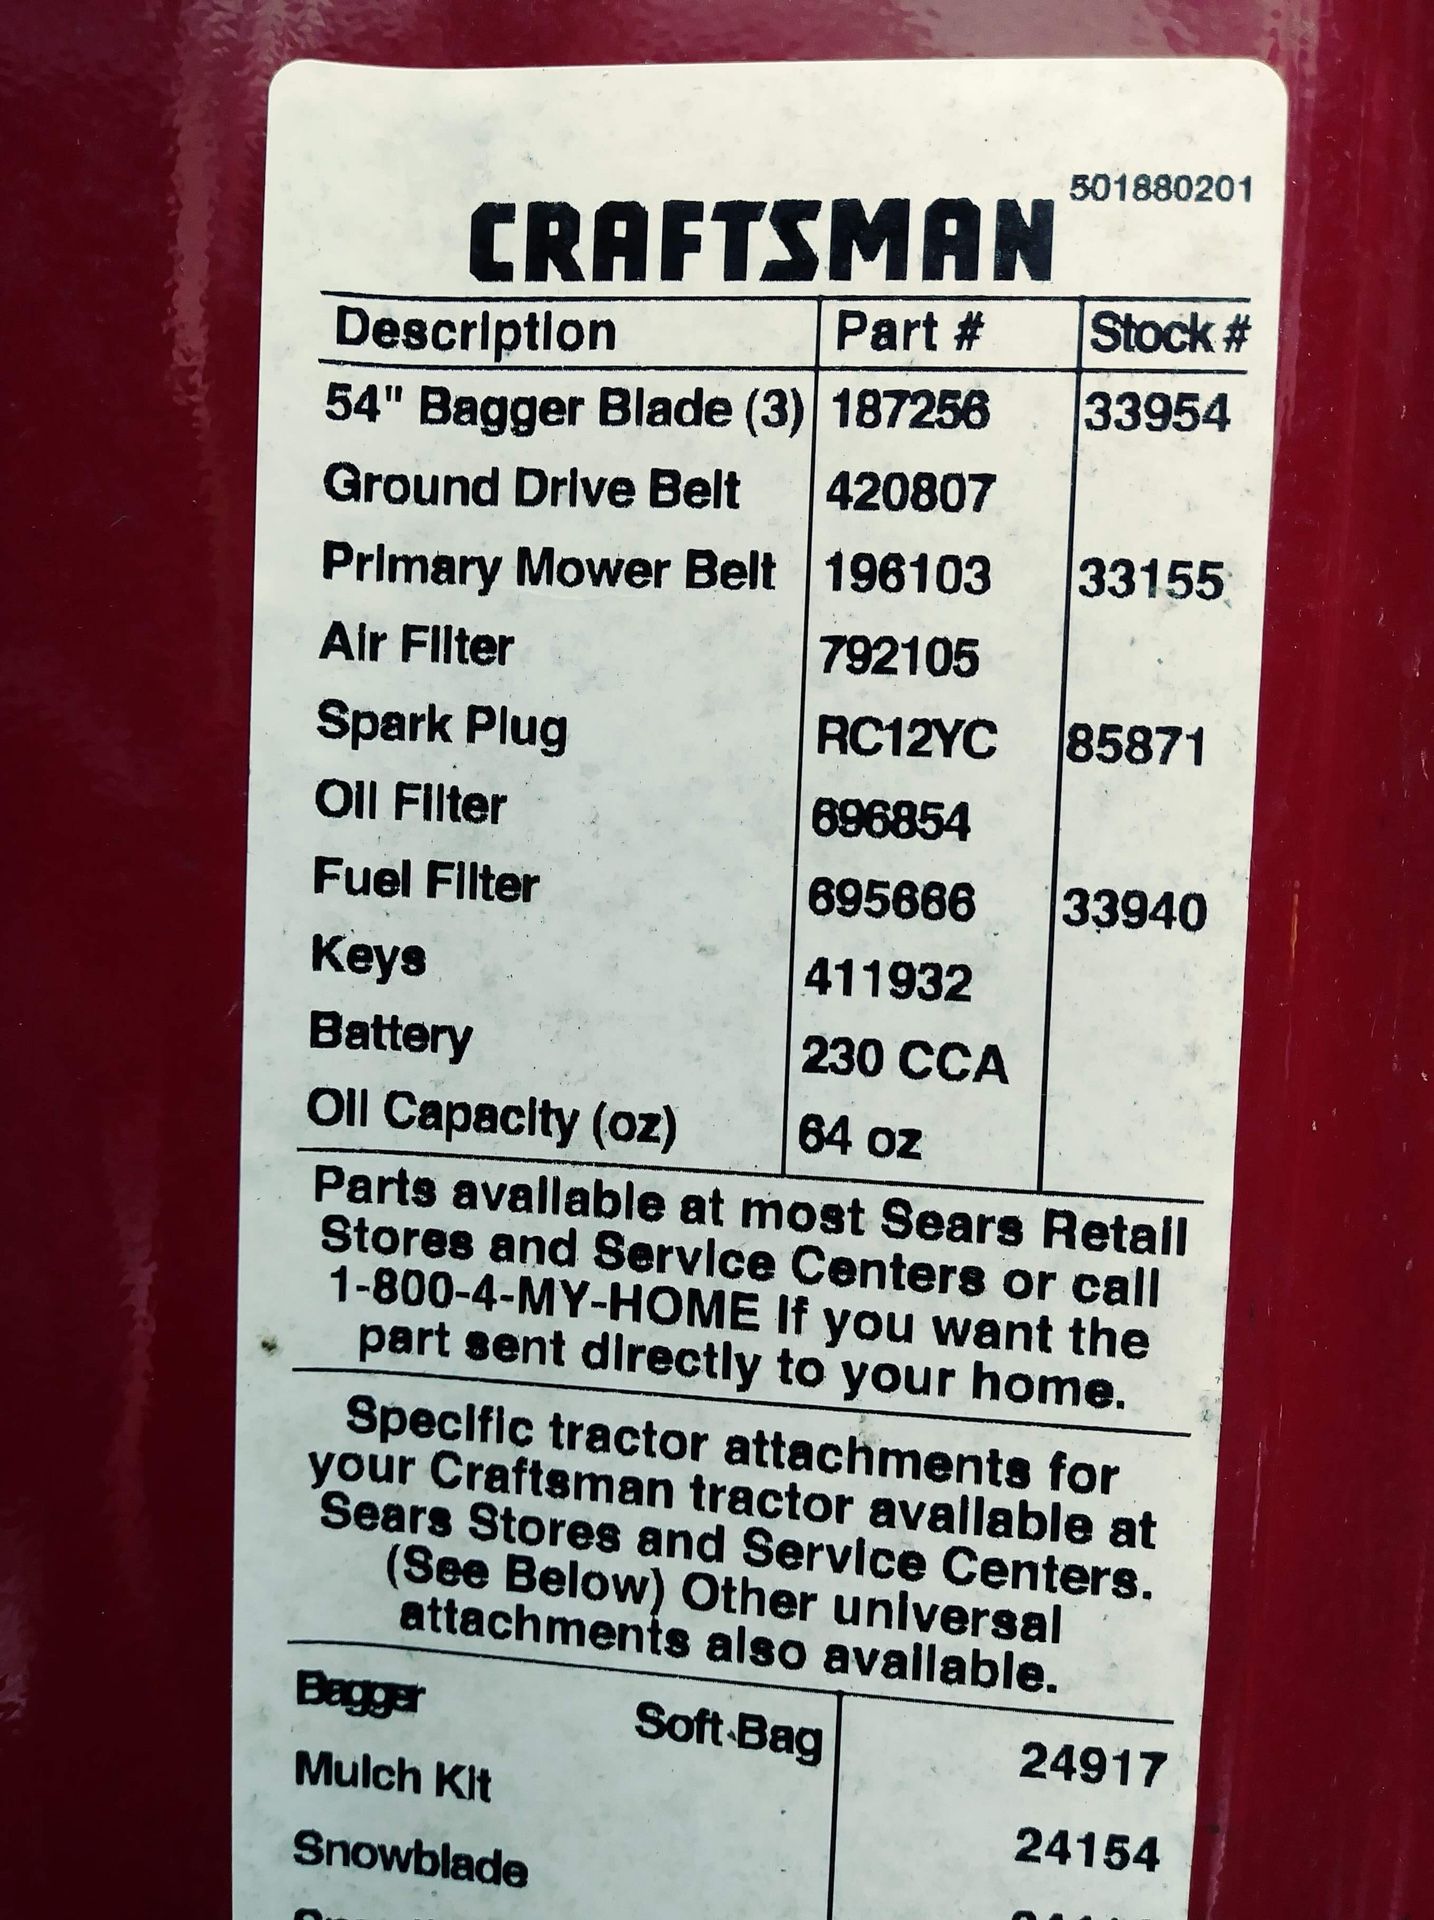 501880201
CRAFTSMAN
Description Part # Stock #
54" Bagger Blade (3) 187256 33954
Ground Drive Belt 420807
Primary Mower Belt 196103 33155
Air Filter 792105
Spark Plug RC12YC 85871
Oil Filter 696854
Fuel Filter 695666 33940
Keys 411932
Battery 230 CCA
Oil Capacity (oz) 64 oz
Parts available at most Sears Retail
Stores and Service Centers or call
1-800-4-MY-HOME If you want the
part sent directly to your home.
Specific tractor attachments for
your Craftsman tractor available at
Sears Stores and Service Centers.
(See Below) Other universal
attachments also available.
Bagger Soft-Bag 24917
Mulch Kit 24154
Snowblade